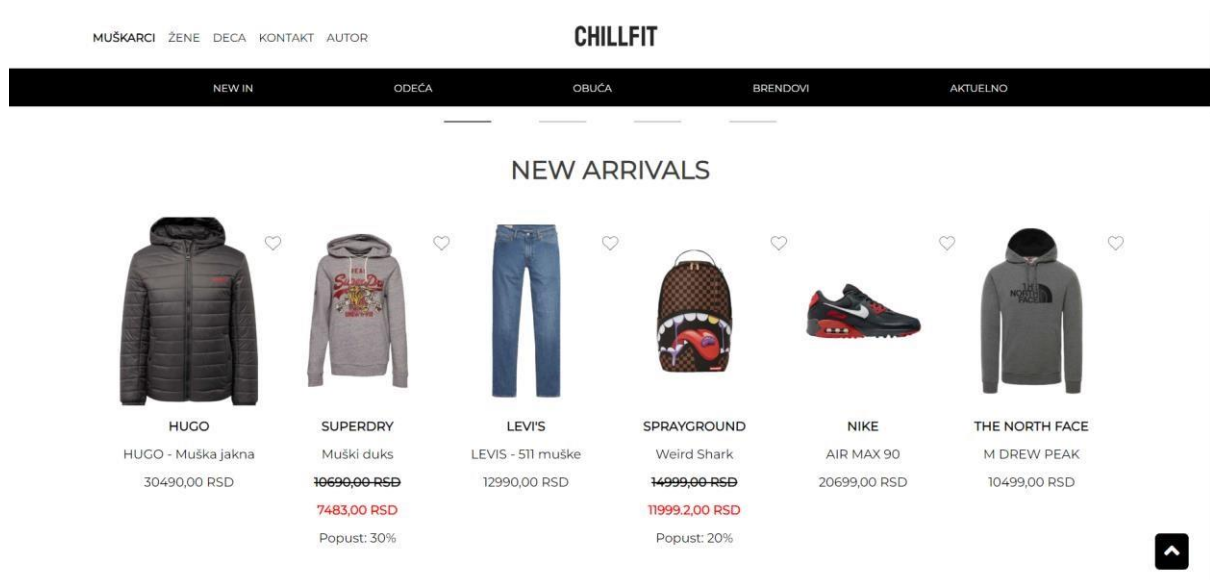 MUŠKARCI ŽENE DECA KONTAKT AUTOR
CHILLFIT
NEW IN ODEĆA OBUĆA BRENDOVI AKTUELNO
NEW ARRIVALS
HUGO SUPERDRY LEVI'S SPRAYGROUND NIKE THE NORTH FACE
HUGO - Muška jakna Muški duks LEVIS - 511 muške Weird Shark AIR MAX 90 M DREW PEAK
30490,00 RSD 10690,00 RSD 12990,00 RSD 14999,00 RSD 20699,00 RSD 10499,00 RSD
7483,00 RSD 11999.2,00 RSD
Popust: 30% Popust: 20%